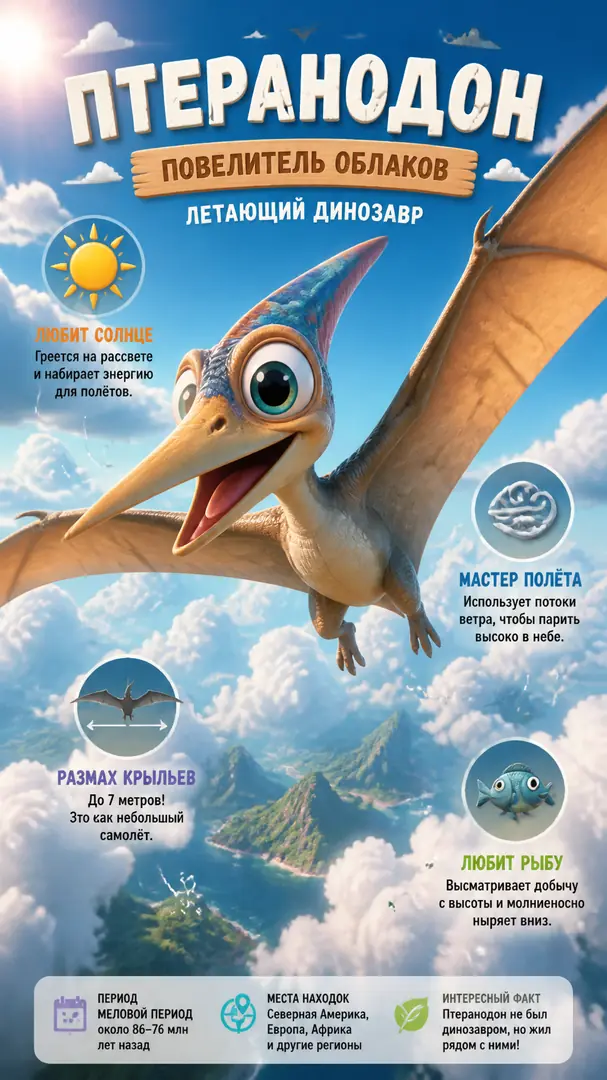 ПТЕРАНОДОН
ПОВЕЛИТЕЛЬ ОБЛАКОВ
ЛЕТАЮЩИЙ ДИНОЗАВР
ЛЮБИТ СОЛНЦЕ
Греется на рассвете
и набирает энергию
для полётов.
МАСТЕР ПОЛЁТА
Использует потоки
ветра, чтобы парить
высоко в небе.
РАЗМАХ КРЫЛЬЕВ
До 7 метров!
Это как небольшый
самолёт.
ЛЮБИТ РЫБУ
Высматривает добычу
с высоты и молниеносно
ныряет вниз.
ПЕРИОД
МЕЛОВОЙ ПЕРИОД
около 86–76 млн
лет назад
МЕСТА НАХОДОК
Северная Америка,
Европа, Африка
и другие регионы
ИНТЕРЕСНЫЙ ФАКТ
Птеранодон не был
динозавром, но жил
рядом с ними!